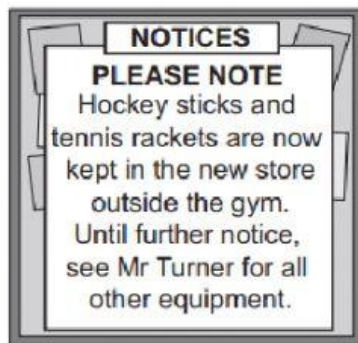 NOTICES
PLEASE NOTE
Hockey sticks and
tennis rackets are now
kept in the new store
outside the gym.
Until further notice,
see Mr Turner for all
other equipment.